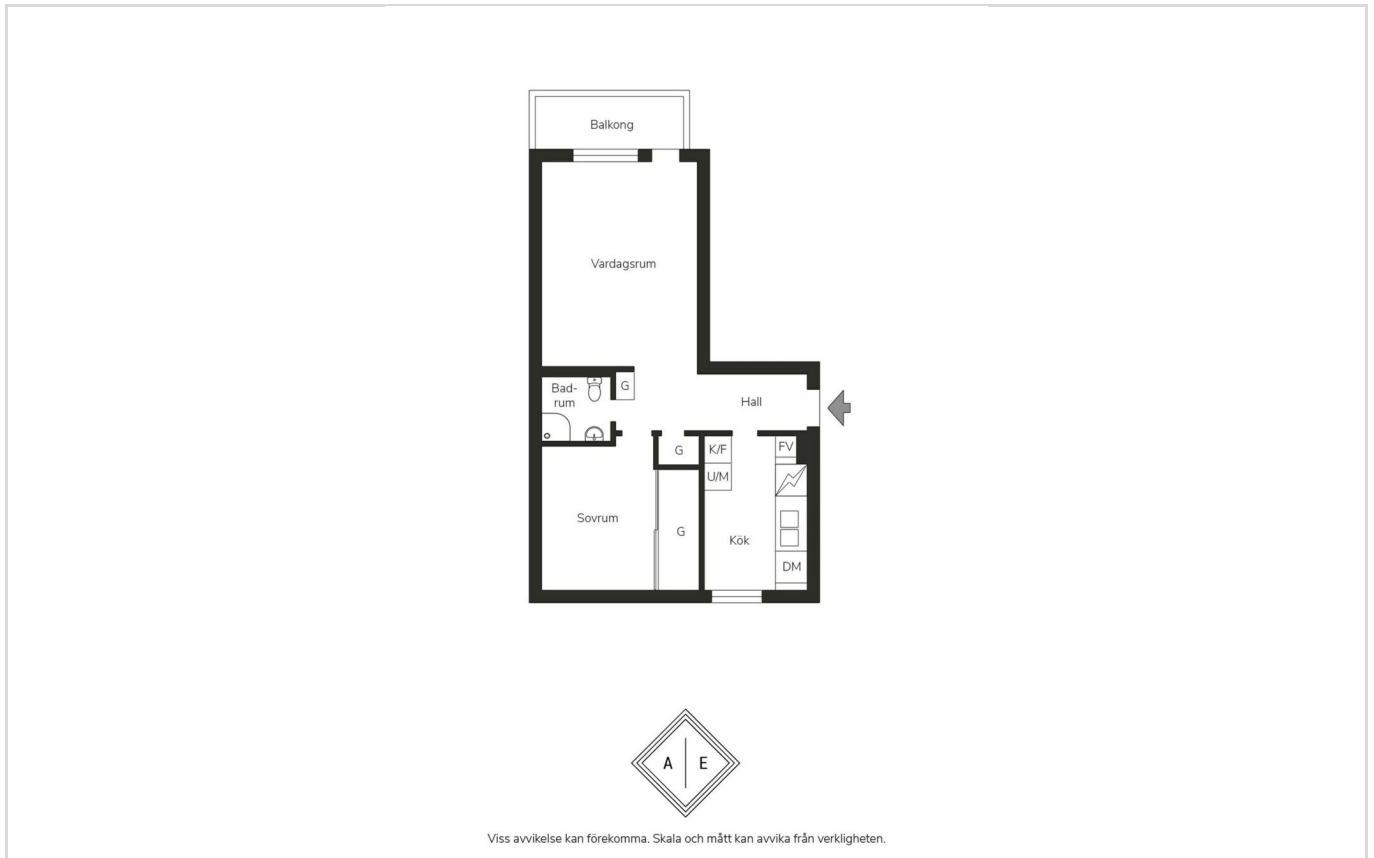 Balkong
Vardagsrum
Bad-
rum
G
Hall
G
K/F
FV
U/M
Sovrum
G
Kök
DM
A E
Viss avvikelse kan förekomma. Skala och mått kan avvika från verkligheten.